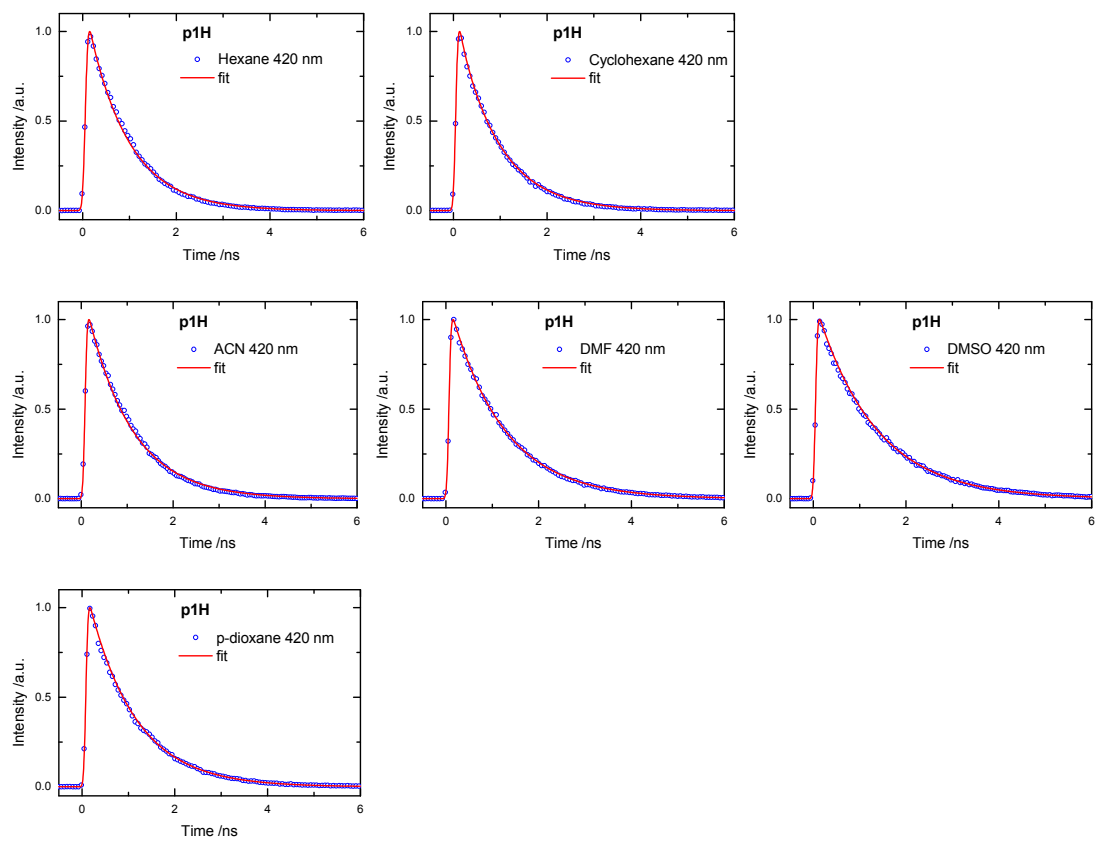 p1H
Hexane 420 nm
fit
Intensity /a.u.
1.0
0.5
0.0
0
2
4
6
Time /ns
p1H
Cyclohexane 420 nm
fit
Intensity /a.u.
1.0
0.5
0.0
0
2
4
6
Time /ns
p1H
ACN 420 nm
fit
Intensity /a.u.
1.0
0.5
0.0
0
2
4
6
Time /ns
p1H
DMF 420 nm
fit
Intensity /a.u.
1.0
0.5
0.0
0
2
4
6
Time /ns
p1H
DMSO 420 nm
fit
Intensity /a.u.
1.0
0.5
0.0
0
2
4
6
Time /ns
p1H
p-dioxane 420 nm
fit
Intensity /a.u.
1.0
0.5
0.0
0
2
4
6
Time /ns